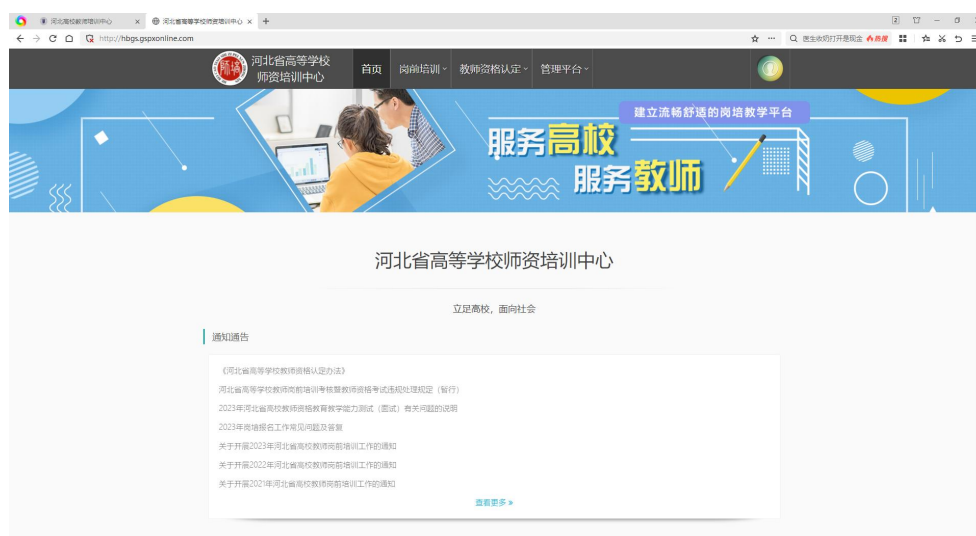 河北高校教师培训中心
河北省高等学校师资培训中心
http://hbgs.gspxonline.com
医生收奶打开是现金
热搜
师培
河北省高等学校
师资培训中心
首页
岗前培训
教师资格认定
管理平台
建立流畅舒适的岗培教学平台
服务高校
服务教师
河北省高等学校师资培训中心
立足高校，面向社会
通知通告
《河北省高等学校教师资格认定办法》
河北省高等学校教师岗前培训考核暨教师资格考试违规处理规定（暂行）
2023年河北省高校教师资格教育教学能力测试（面试）有关问题的说明
2023年岗培报名工作常见问题及答复
关于开展2023年河北省高校教师岗前培训工作的通知
关于开展2022年河北省高校教师岗前培训工作的通知
关于开展2021年河北省高校教师岗前培训工作的通知
查看更多 »